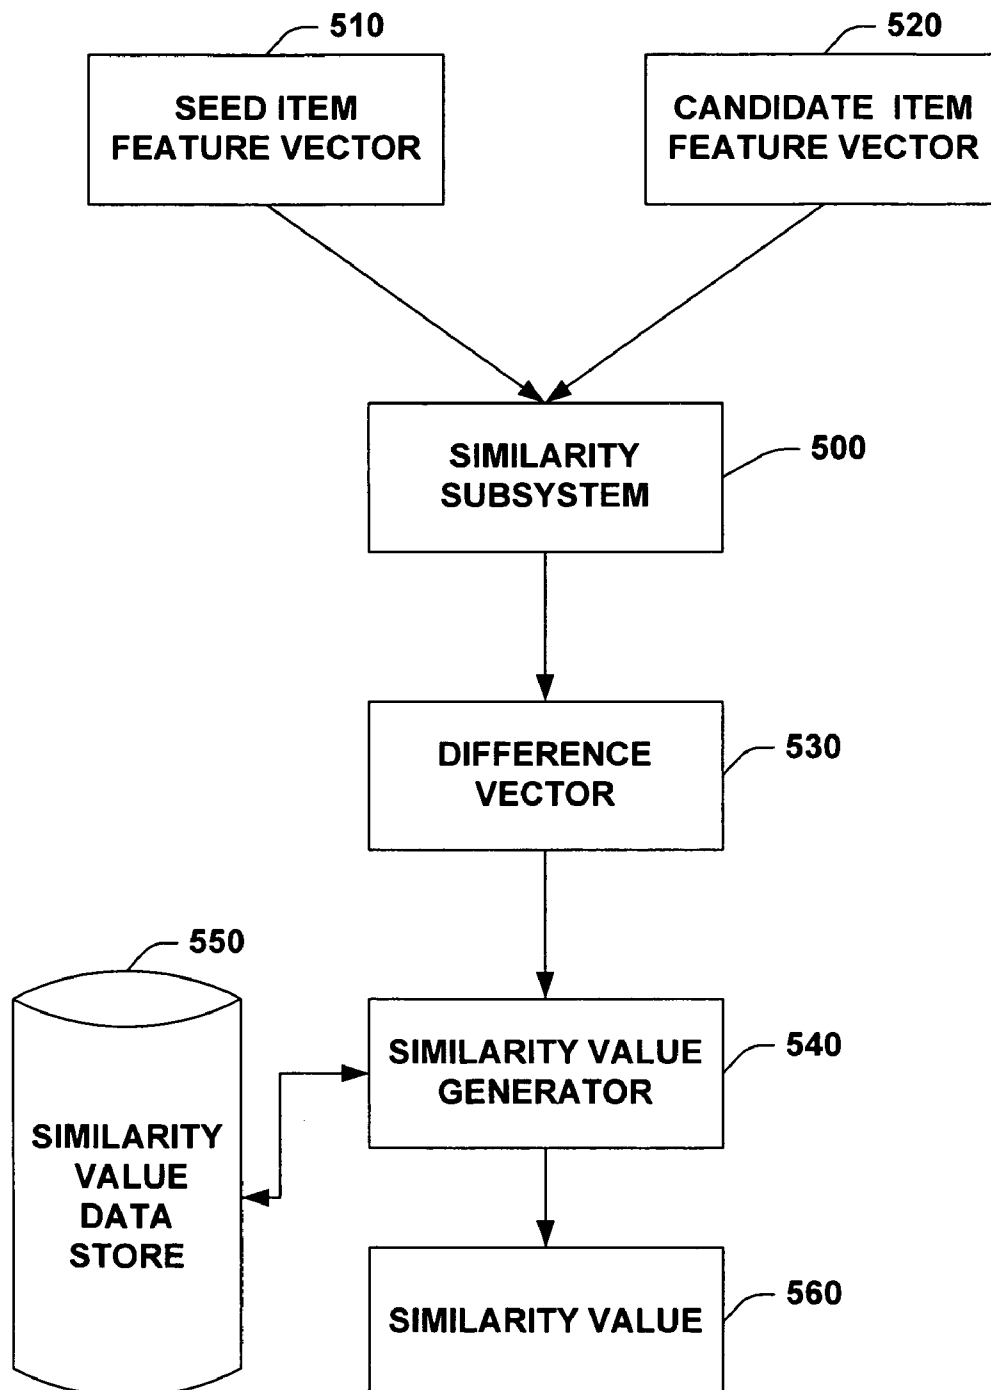 510
520
SEED ITEM
FEATURE VECTOR
CANDIDATE ITEM
FEATURE VECTOR
SIMILARITY
SUBSYSTEM
500
DIFFERENCE
VECTOR
530
550
SIMILARITY VALUE
GENERATOR
540
SIMILARITY
VALUE
DATA
STORE
SIMILARITY VALUE
560